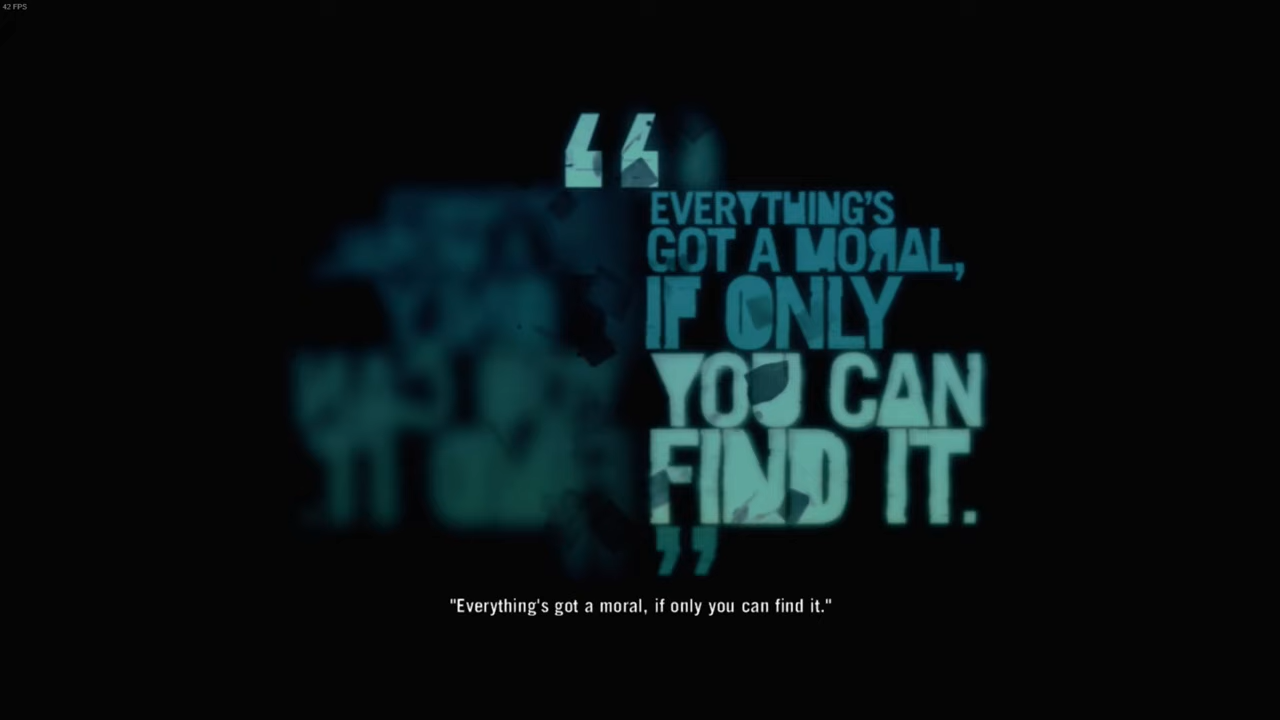 42 FPS
“
EVERYTHING'S
GOT A MORAL,
IF ONLY
YOU CAN
FIND IT.
”
"Everything's got a moral, if only you can find it."